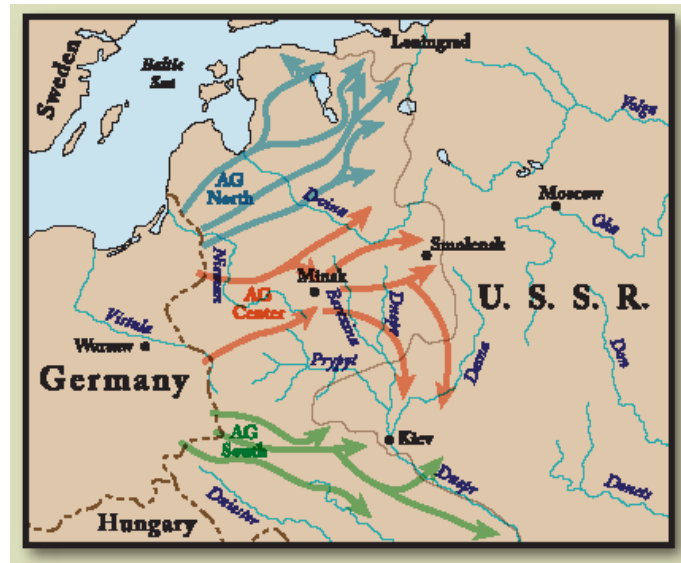 Sweden
Baltic
Sea
Leningrad
Volga
AG
North
Dvina
Moscow
Oka
Smolensk
Niemen
Minsk
AG
Center
Berezina
Dnepr
U. S. S. R.
Vistula
Warsaw
Prypyt
Desna
Don
Germany
AG
South
Kiev
Dnepr
Donets
Dniester
Hungary